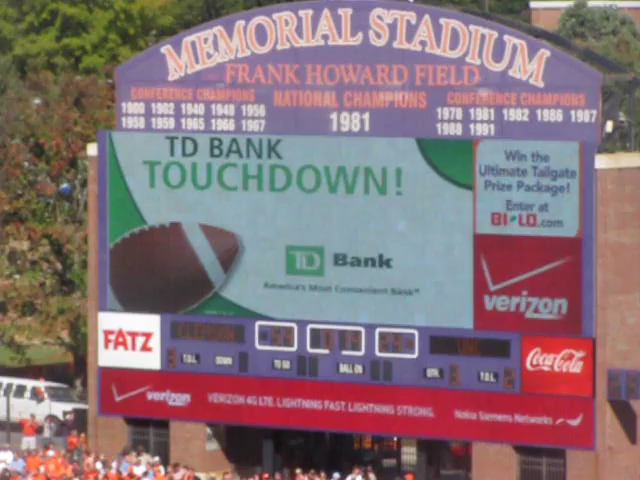 MEMORIAL STADIUM
FRANK HOWARD FIELD
CONFERENCE CHAMPIONS
1900 1902 1940 1948 1956
1958 1959 1965 1966 1967
NATIONAL CHAMPIONS
1981
CONFERENCE CHAMPIONS
1978 1981 1982 1986 1987
1988 1991
TD BANK
TOUCHDOWN!
TD Bank
America's Most Convenient Bank
Win the
Ultimate Tailgate
Prize Package!
Enter at
BI-LO.com
verizon
FATZ
T.O.L. DOWN TO GO BALL ON QTR. T.O.L.
Coca-Cola
verizon VERIZON 4G LTE. LIGHTNING FAST. LIGHTNING STRONG. Nokia Siemens Networks